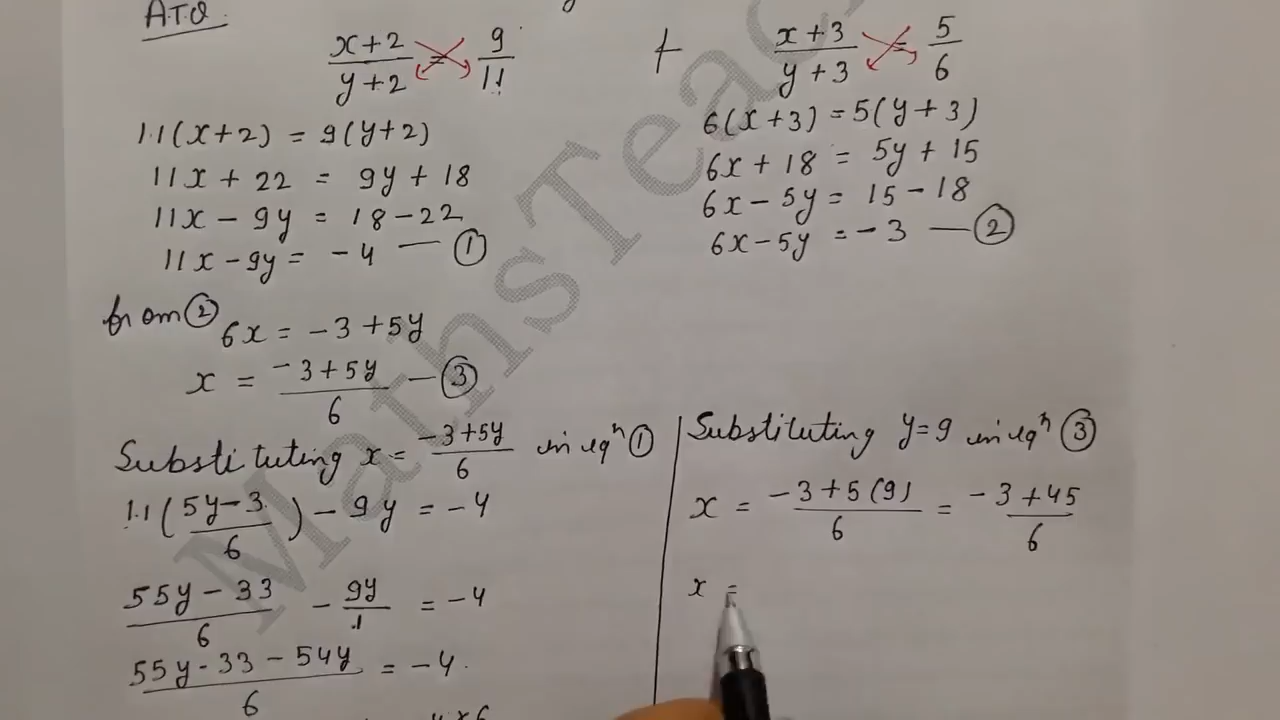 ATQ
x+2/y+2 = 9/11 + x+3/y+3 = 5/6
11(x+2) = 9(y+2)
11x + 22 = 9y + 18
11x - 9y = 18 - 22
11x - 9y = -4 — ①
6(x+3) = 5(y+3)
6x + 18 = 5y + 15
6x - 5y = 15 - 18
6x - 5y = -3 — ②
from ②
6x = -3 + 5y
x = -3+5y/6 — ③
Substituting x = -3+5y/6 in eqⁿ ①
11(5y-3/6) - 9y = -4
55y - 33/6 - 9y/1 = -4
55y - 33 - 54y/6 = -4
Substituting y=9 in eqⁿ ③
x = -3+5(9)/6 = -3+45/6
x =
MathsTeac